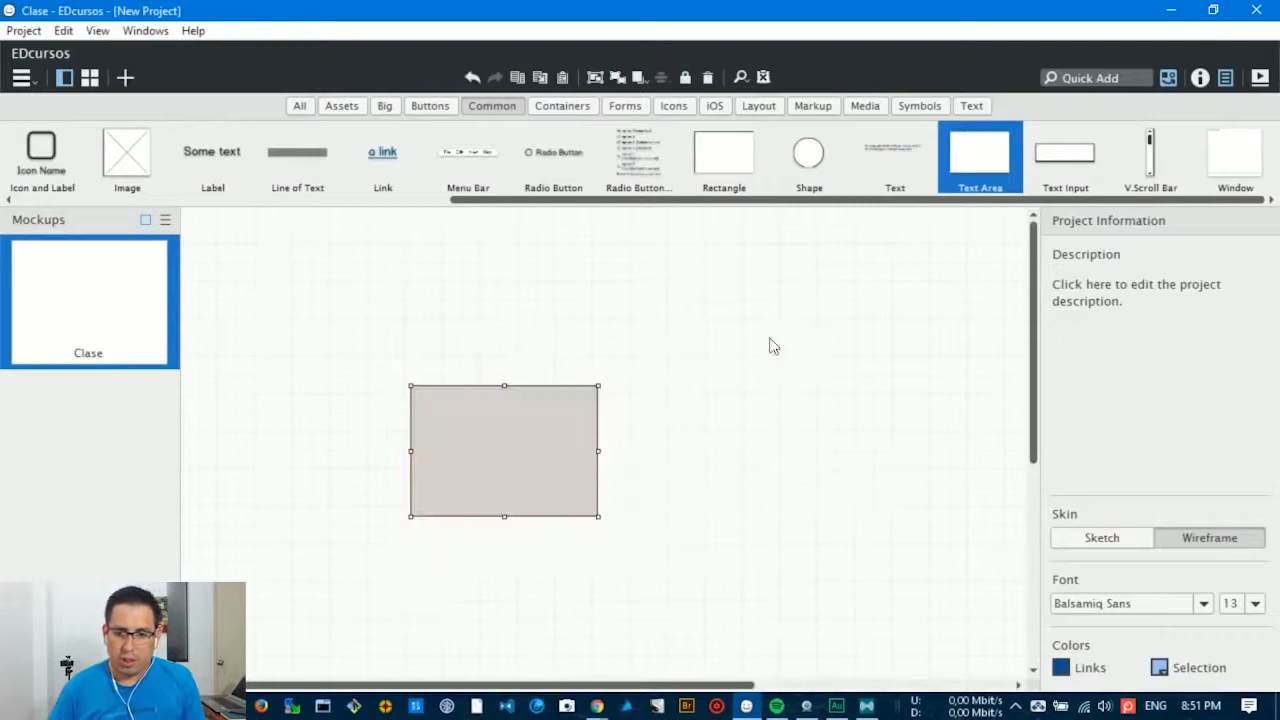 Clase - EDcursos - [New Project]
Project Edit View Windows Help
EDcursos
Quick Add
All Assets Big Buttons Common Containers Forms Icons iOS Layout Markup Media Symbols Text
Some text a link Radio Button
Icon Name
Icon and Label Image Label Line of Text Link Menu Bar Radio Button Radio Button... Rectangle Shape Text Text Area Text Input V.Scroll Bar Window
Mockups
Project Information
Description
Click here to edit the project
description.
Clase
Skin
Sketch Wireframe
Font
Balsamiq Sans 13
Colors
Links Selection
U: 0,00 Mbit/s
D: 0,00 Mbit/s
Br Au ENG 8:51 PM